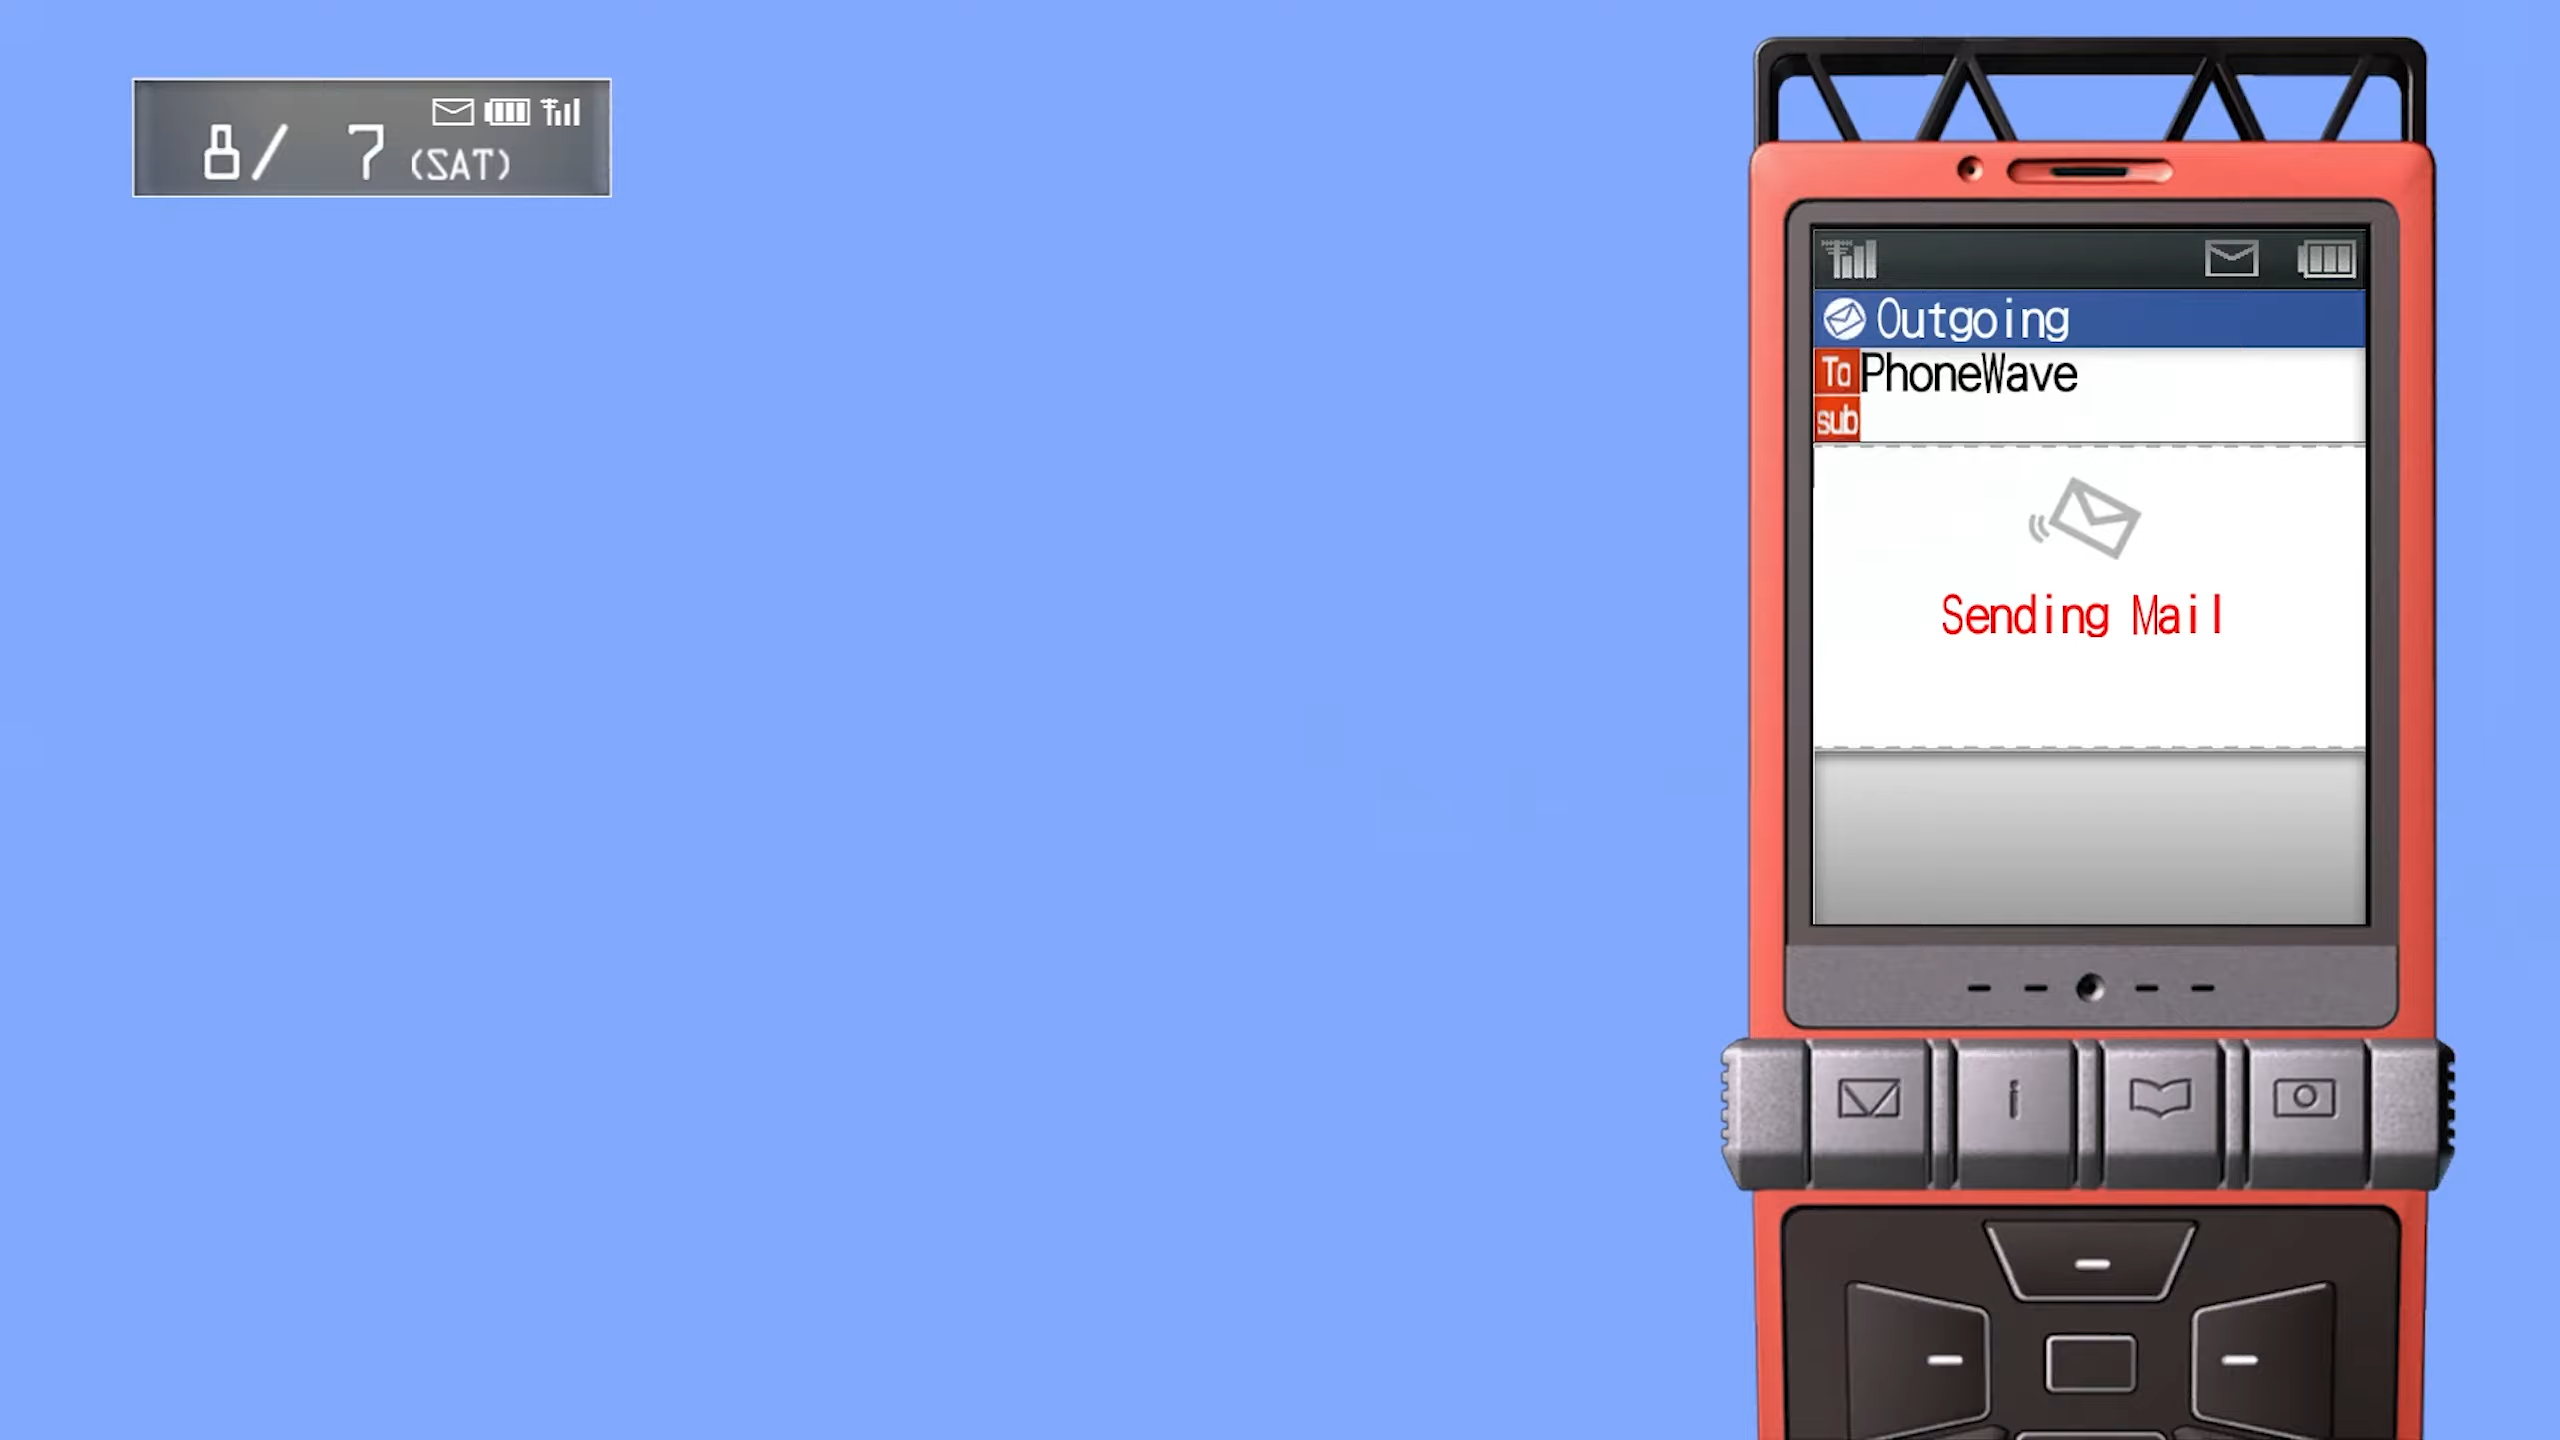 8/ 7 (SAT)
Outgoing
To PhoneWave
sub
Sending Mail
i